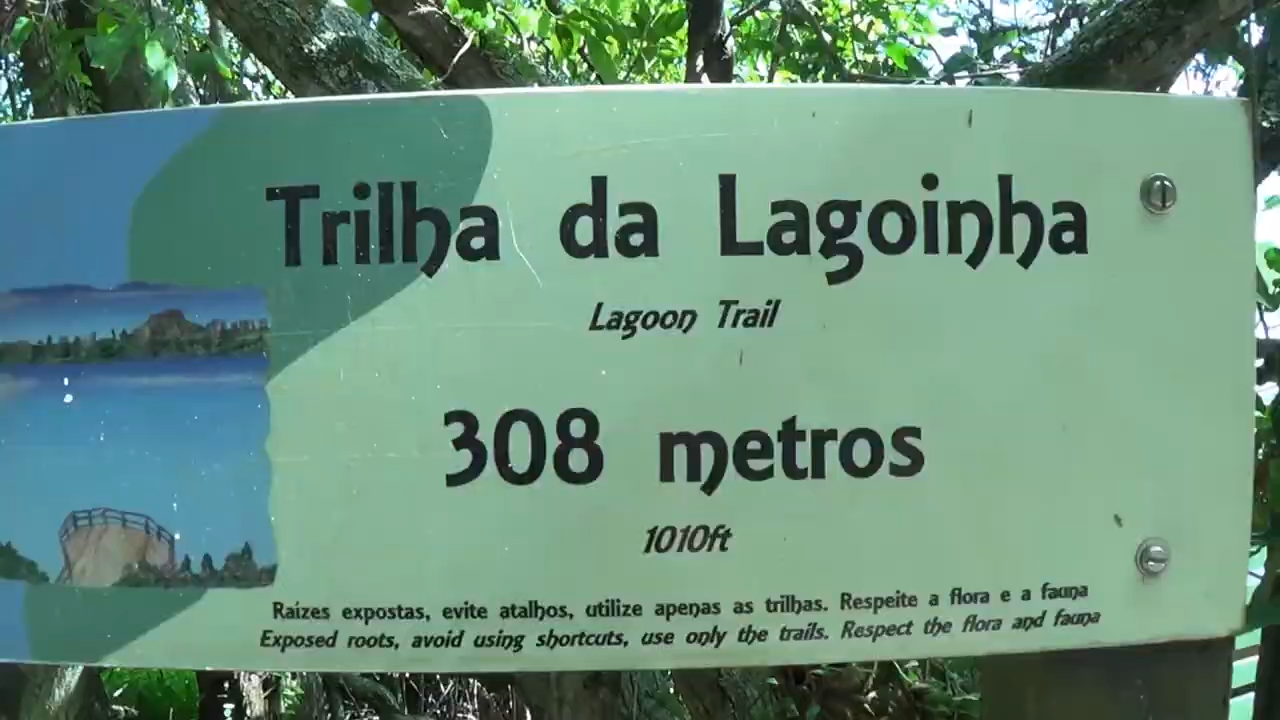 Trilha da Lagoinha
Lagoon Trail
308 metros
1010ft
Raízes expostas, evite atalhos, utilize apenas as trilhas. Respeite a flora e a fauna
Exposed roots, avoid using shortcuts, use only the trails. Respect the flora and fauna